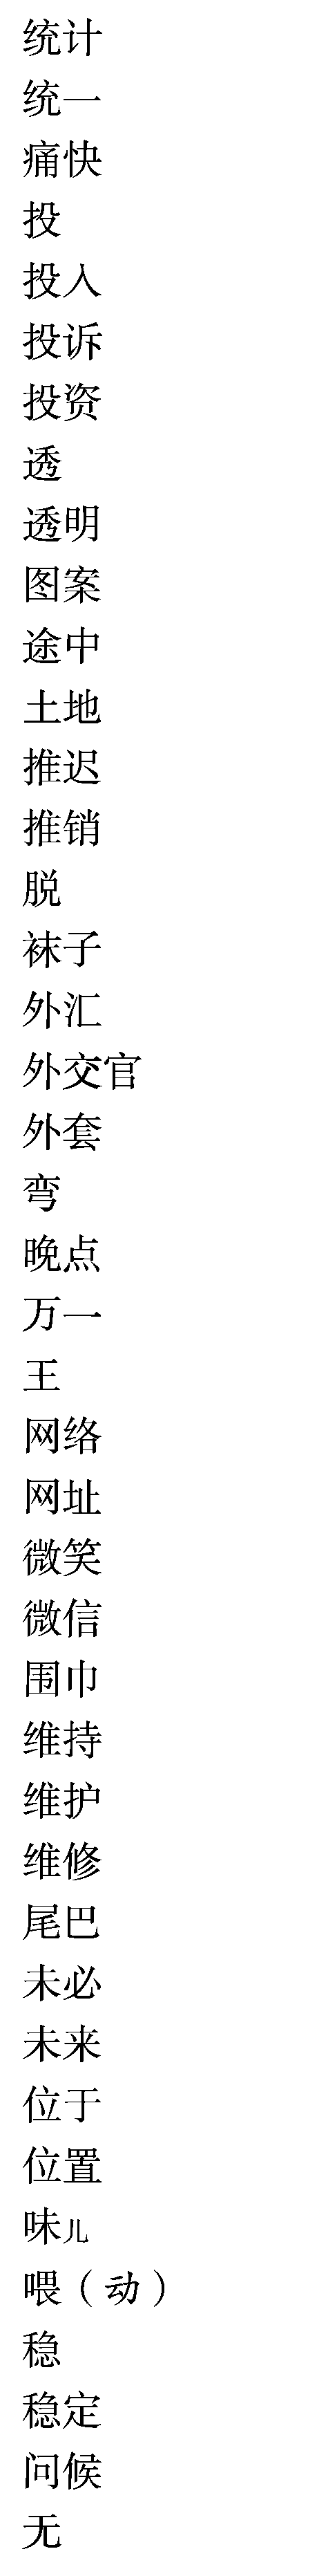 统计
统一
痛快
投
投入
投诉
投资
透
透明
图案
途中
土地
推迟
推销
脱
袜子
外汇
外交官
外套
弯
晚点
万一
王
网络
网址
微笑
微信
围巾
维持
维护
维修
尾巴
未必
未来
位于
位置
味儿
喂（动）
稳
稳定
问候
无